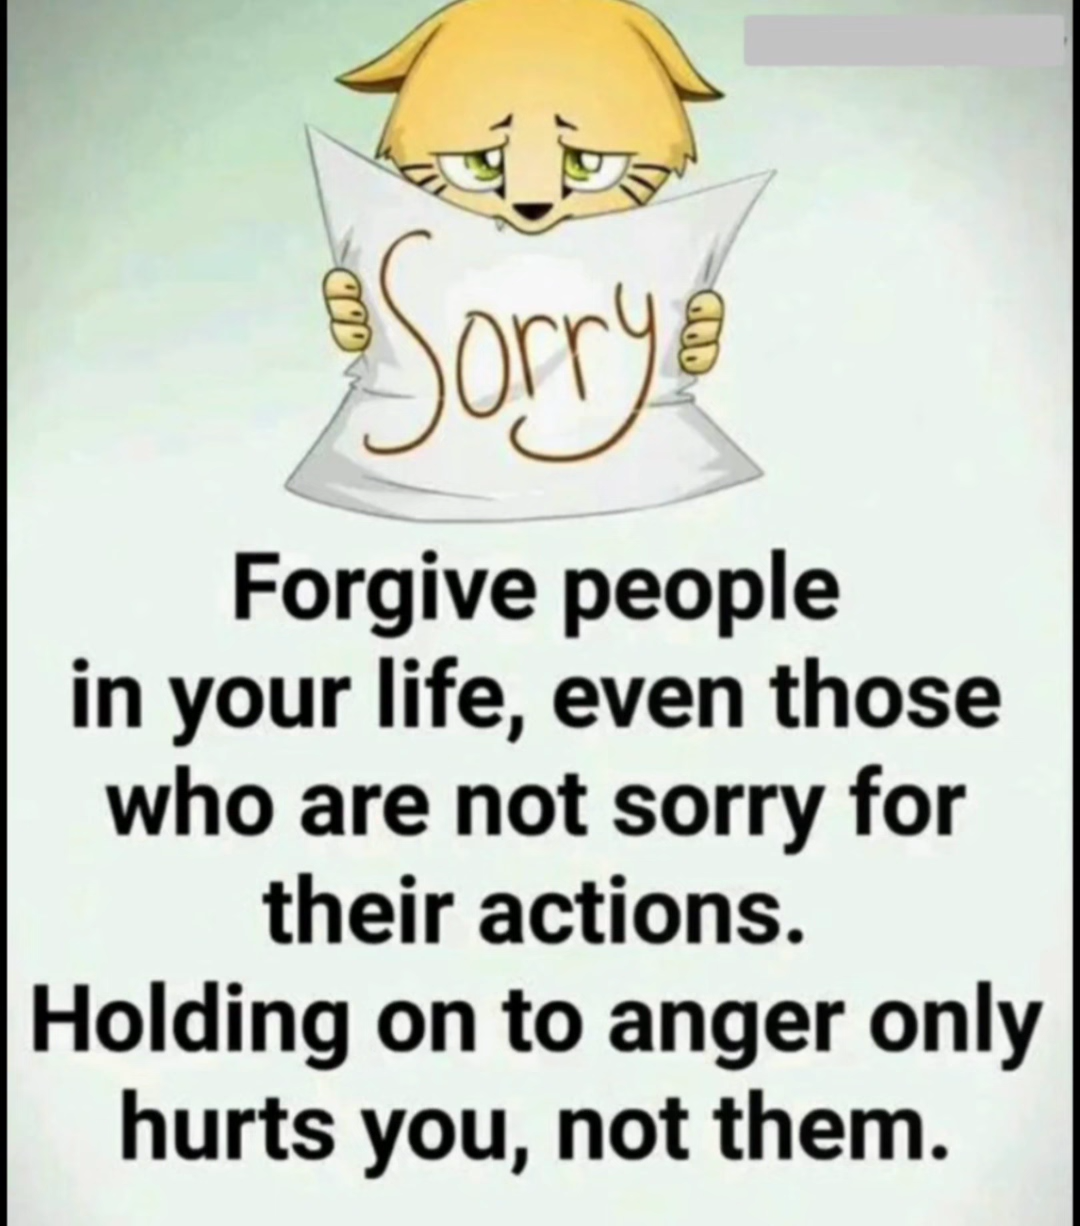 Sorry
Forgive people
in your life, even those
who are not sorry for
their actions.
Holding on to anger only
hurts you, not them.